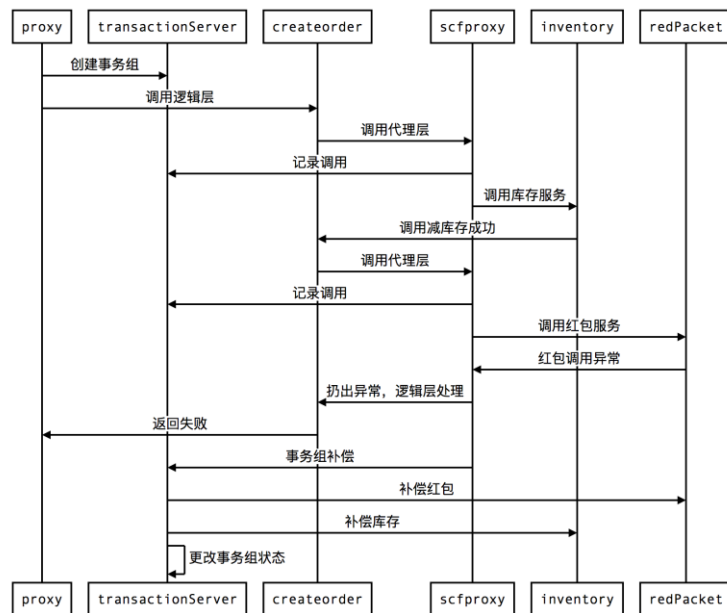 proxy transactionServer createorder scfproxy inventory redPacket
创建事务组
调用逻辑层
调用代理层
记录调用
调用库存服务
调用减库存成功
调用代理层
记录调用
调用红包服务
红包调用异常
扔出异常，逻辑层处理
返回失败
事务组补偿
补偿红包
补偿库存
更改事务组状态
proxy transactionServer createorder scfproxy inventory redPacket